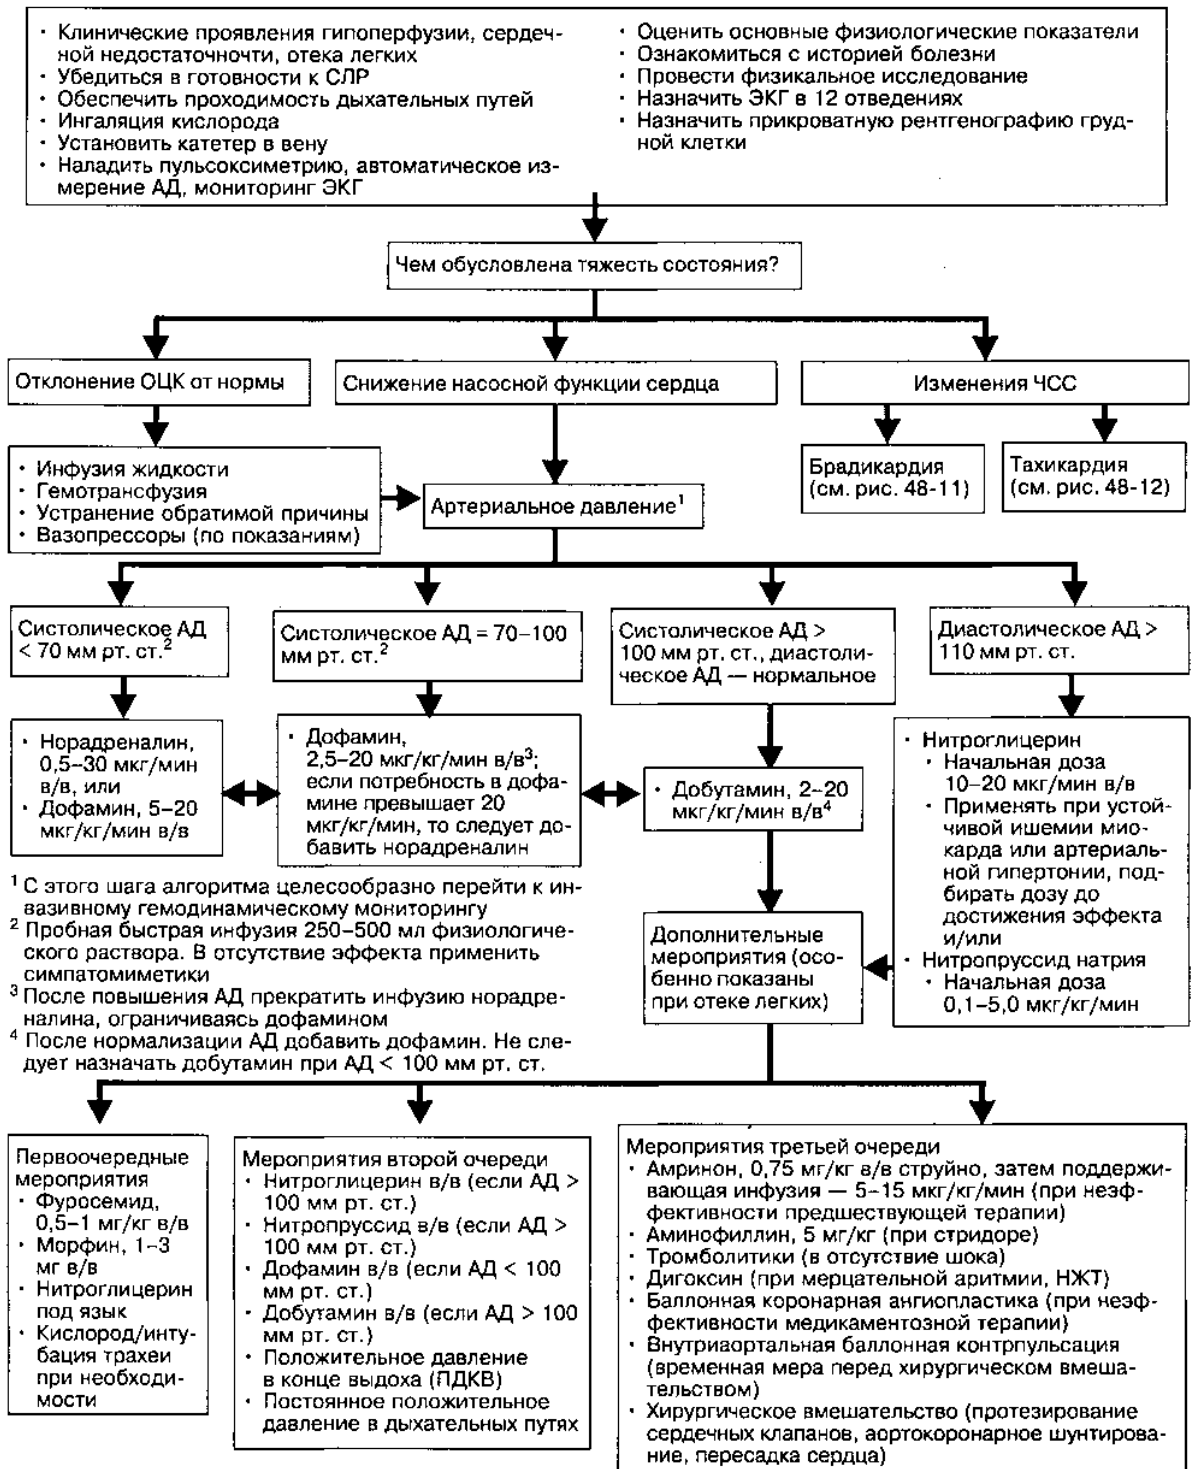 • Клинические проявления гипоперфузии, сердеч-
ной недостаточночти, отека легких
• Убедиться в готовности к СЛР
• Обеспечить проходимость дыхательных путей
• Ингаляция кислорода
• Установить катетер в вену
• Наладить пульсоксиметрию, автоматическое из-
мерение АД, мониторинг ЭКГ
• Оценить основные физиологические показатели
• Ознакомиться с историей болезни
• Провести физикальное исследование
• Назначить ЭКГ в 12 отведениях
• Назначить прикроватную рентгенографию груд-
ной клетки
Чем обусловлена тяжесть состояния?
Отклонение ОЦК от нормы
Снижение насосной функции сердца
Изменения ЧСС
• Инфузия жидкости
• Гемотрансфузия
• Устранение обратимой причины
• Вазопрессоры (по показаниям)
Артериальное давление¹
Брадикардия
(см. рис. 48-11)
Тахикардия
(см. рис. 48-12)
Систолическое АД
< 70 мм рт. ст.²
Систолическое АД = 70–100
мм рт. ст.²
Систолическое АД >
100 мм рт. ст., диастоли-
ческое АД — нормальное
Диастолическое АД >
110 мм рт. ст.
• Норадреналин,
0,5–30 мкг/мин
в/в, или
• Дофамин, 5–20
мкг/кг/мин в/в
• Дофамин,
2,5–20 мкг/кг/мин в/в³;
если потребность в дофа-
мине превышает 20
мкг/кг/мин, то следует до-
бавить норадреналин
• Добутамин, 2–20
мкг/кг/мин в/в⁴
• Нитроглицерин
• Начальная доза
10–20 мкг/мин в/в
• Применять при устой-
чивой ишемии мио-
карда или артериаль-
ной гипертонии, под-
бирать дозу до
достижения эффекта
и/или
• Нитропруссид натрия
• Начальная доза
0,1–5,0 мкг/кг/мин
¹ С этого шага алгоритма целесообразно перейти к ин-
вазивному гемодинамическому мониторингу
² Пробная быстрая инфузия 250–500 мл физиологиче-
ского раствора. В отсутствие эффекта применить
симпатомиметики
³ После повышения АД прекратить инфузию норадре-
налина, ограничиваясь дофамином
⁴ После нормализации АД добавить дофамин. Не сле-
дует назначать добутамин при АД < 100 мм рт. ст.
Дополнительные
мероприятия (осо-
бенно показаны
при отеке легких)
Первоочередные
мероприятия
• Фуросемид,
0,5–1 мг/кг в/в
• Морфин, 1–3
мг в/в
• Нитроглицерин
под язык
• Кислород/инту-
бация трахеи
при необходи-
мости
Мероприятия второй очереди
• Нитроглицерин в/в (если АД >
100 мм рт. ст.)
• Нитропруссид в/в (если АД >
100 мм рт. ст.)
• Дофамин в/в (если АД < 100
мм рт. ст.)
• Добутамин в/в (если АД > 100
мм рт. ст.)
• Положительное давление
в конце выдоха (ПДКВ)
• Постоянное положительное
давление в дыхательных путях
Мероприятия третьей очереди
• Амринон, 0,75 мг/кг в/в струйно, затем поддержи-
вающая инфузия — 5–15 мкг/кг/мин (при неэф-
фективности предшествующей терапии)
• Аминофиллин, 5 мг/кг (при стридоре)
• Тромболитики (в отсутствие шока)
• Дигоксин (при мерцательной аритмии, НЖТ)
• Баллонная коронарная ангиопластика (при неэф-
фективности медикаментозной терапии)
• Внутриаортальная баллонная контрпульсация
(временная мера перед хирургическом вмеша-
тельством)
• Хирургическое вмешательство (протезирование
сердечных клапанов, аортокоронарное шунтирова-
ние, пересадка сердца)